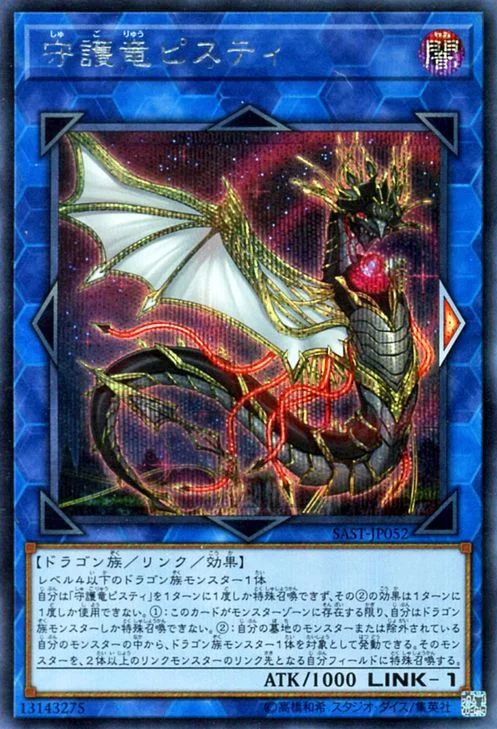 守護竜ピスティ
闇
SAST-JP052
【ドラゴン族／リンク／効果】
レベル４以下のドラゴン族モンスター１体
自分は「守護竜ピスティ」を１ターンに１度しか特殊召喚できず、その②の効果は１ターンに
１度しか使用できない。①：このカードがモンスターゾーンに存在する限り、自分はドラゴン
族モンスターしか特殊召喚できない。②：自分の墓地のモンスターまたは除外されている
自分のモンスターの中から、ドラゴン族モンスター１体を対象として発動できる。そのモン
スターを、２体以上のリンクモンスターのリンク先となる自分フィールドに特殊召喚する。
ATK/1000 LINK-1
13143275 ©高橋和希 スタジオ・ダイス/集英社